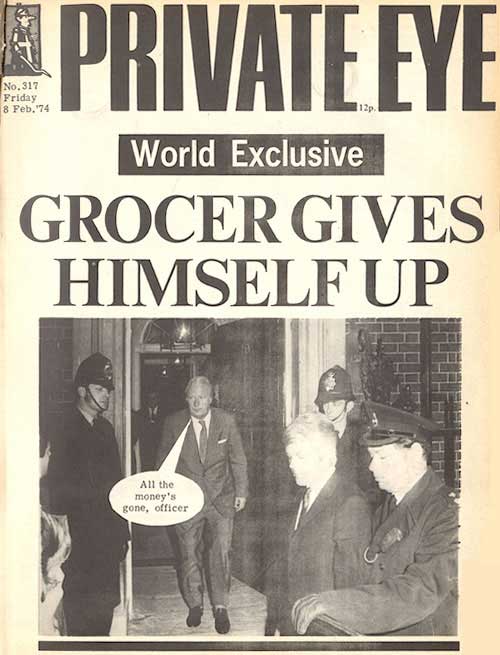 PRIVATE EYE
No. 317
Friday
8 Feb. '74
12p.
World Exclusive
GROCER GIVES
HIMSELF UP
All the
money's
gone, officer